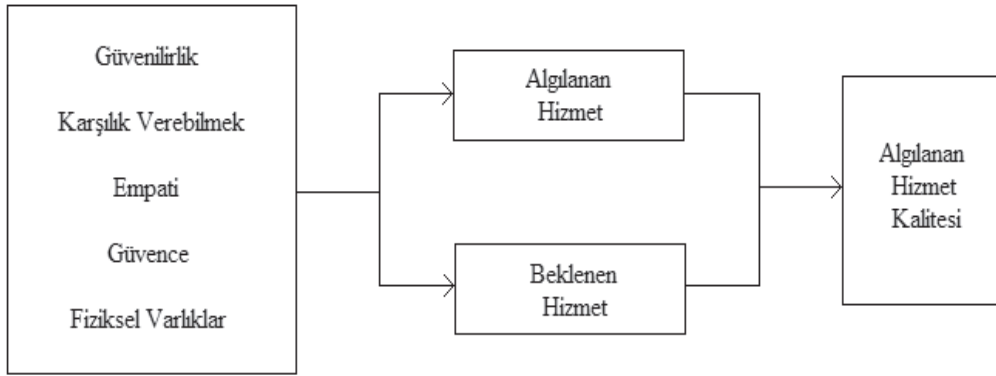 Güvenilirlik
Karşılık Verebilmek
Empati
Güvence
Fiziksel Varlıklar
Algılanan
Hizmet
Beklenen
Hizmet
Algılanan
Hizmet
Kalitesi